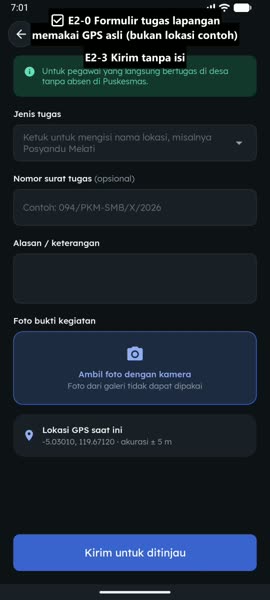 7:01
☑ E2-0 Formulir tugas lapangan
memakai GPS asli (bukan lokasi contoh)
E2-3 Kirim tanpa isi
Untuk pegawai yang langsung bertugas di desa
tanpa absen di Puskesmas.
Jenis tugas
Ketuk untuk mengisi nama lokasi, misalnya
Posyandu Melati
Nomor surat tugas (opsional)
Contoh: 094/PKM-SMB/X/2026
Alasan / keterangan
Foto bukti kegiatan
Ambil foto dengan kamera
Foto dari galeri tidak dapat dipakai
Lokasi GPS saat ini
-5.03010, 119.67120 · akurasi ± 5 m
Kirim untuk ditinjau